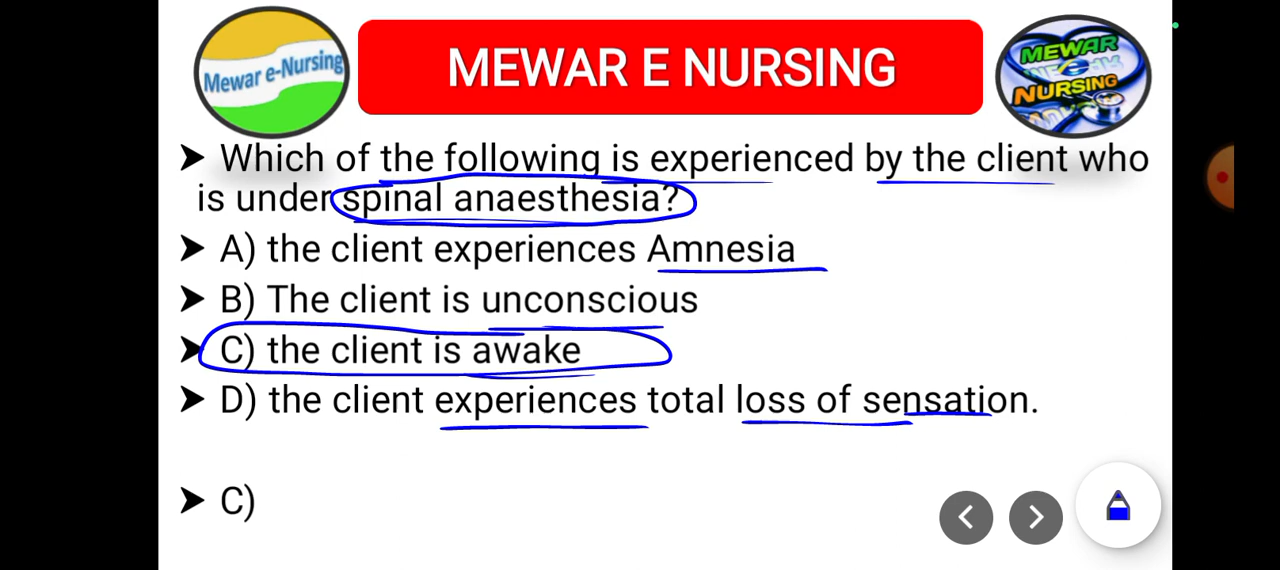 Mewar e-Nursing
MEWAR E NURSING
MEWAR
NURSING
➤ Which of the following is experienced by the client who
is under spinal anaesthesia?
➤ A) the client experiences Amnesia
➤ B) The client is unconscious
➤ C) the client is awake
➤ D) the client experiences total loss of sensation.
➤ C)